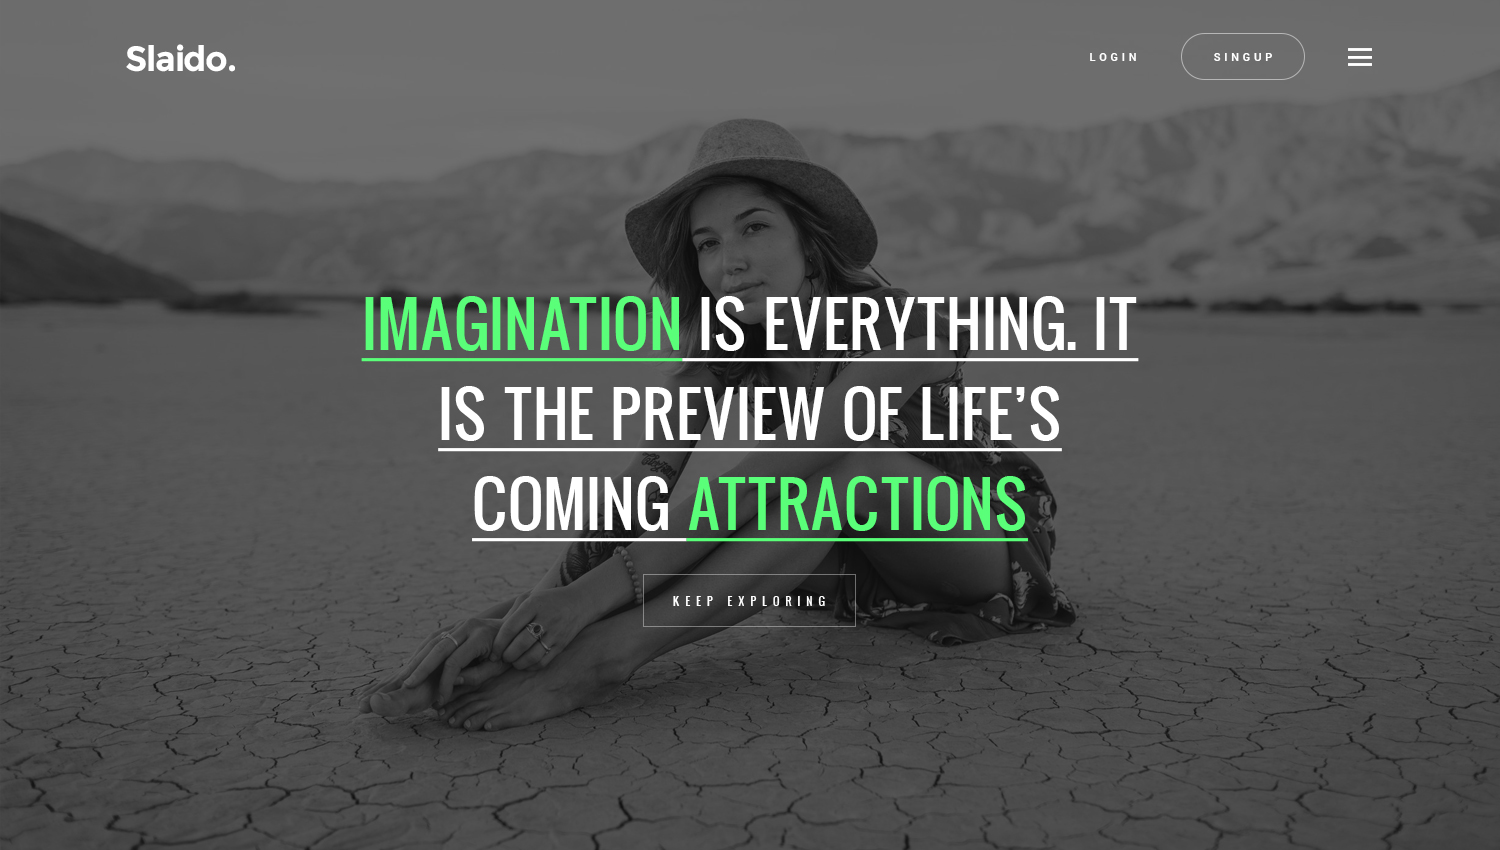 Slaido.
LOGIN
SINGUP
IMAGINATION IS EVERYTHING. IT
IS THE PREVIEW OF LIFE’S
COMING ATTRACTIONS
KEEP EXPLORING